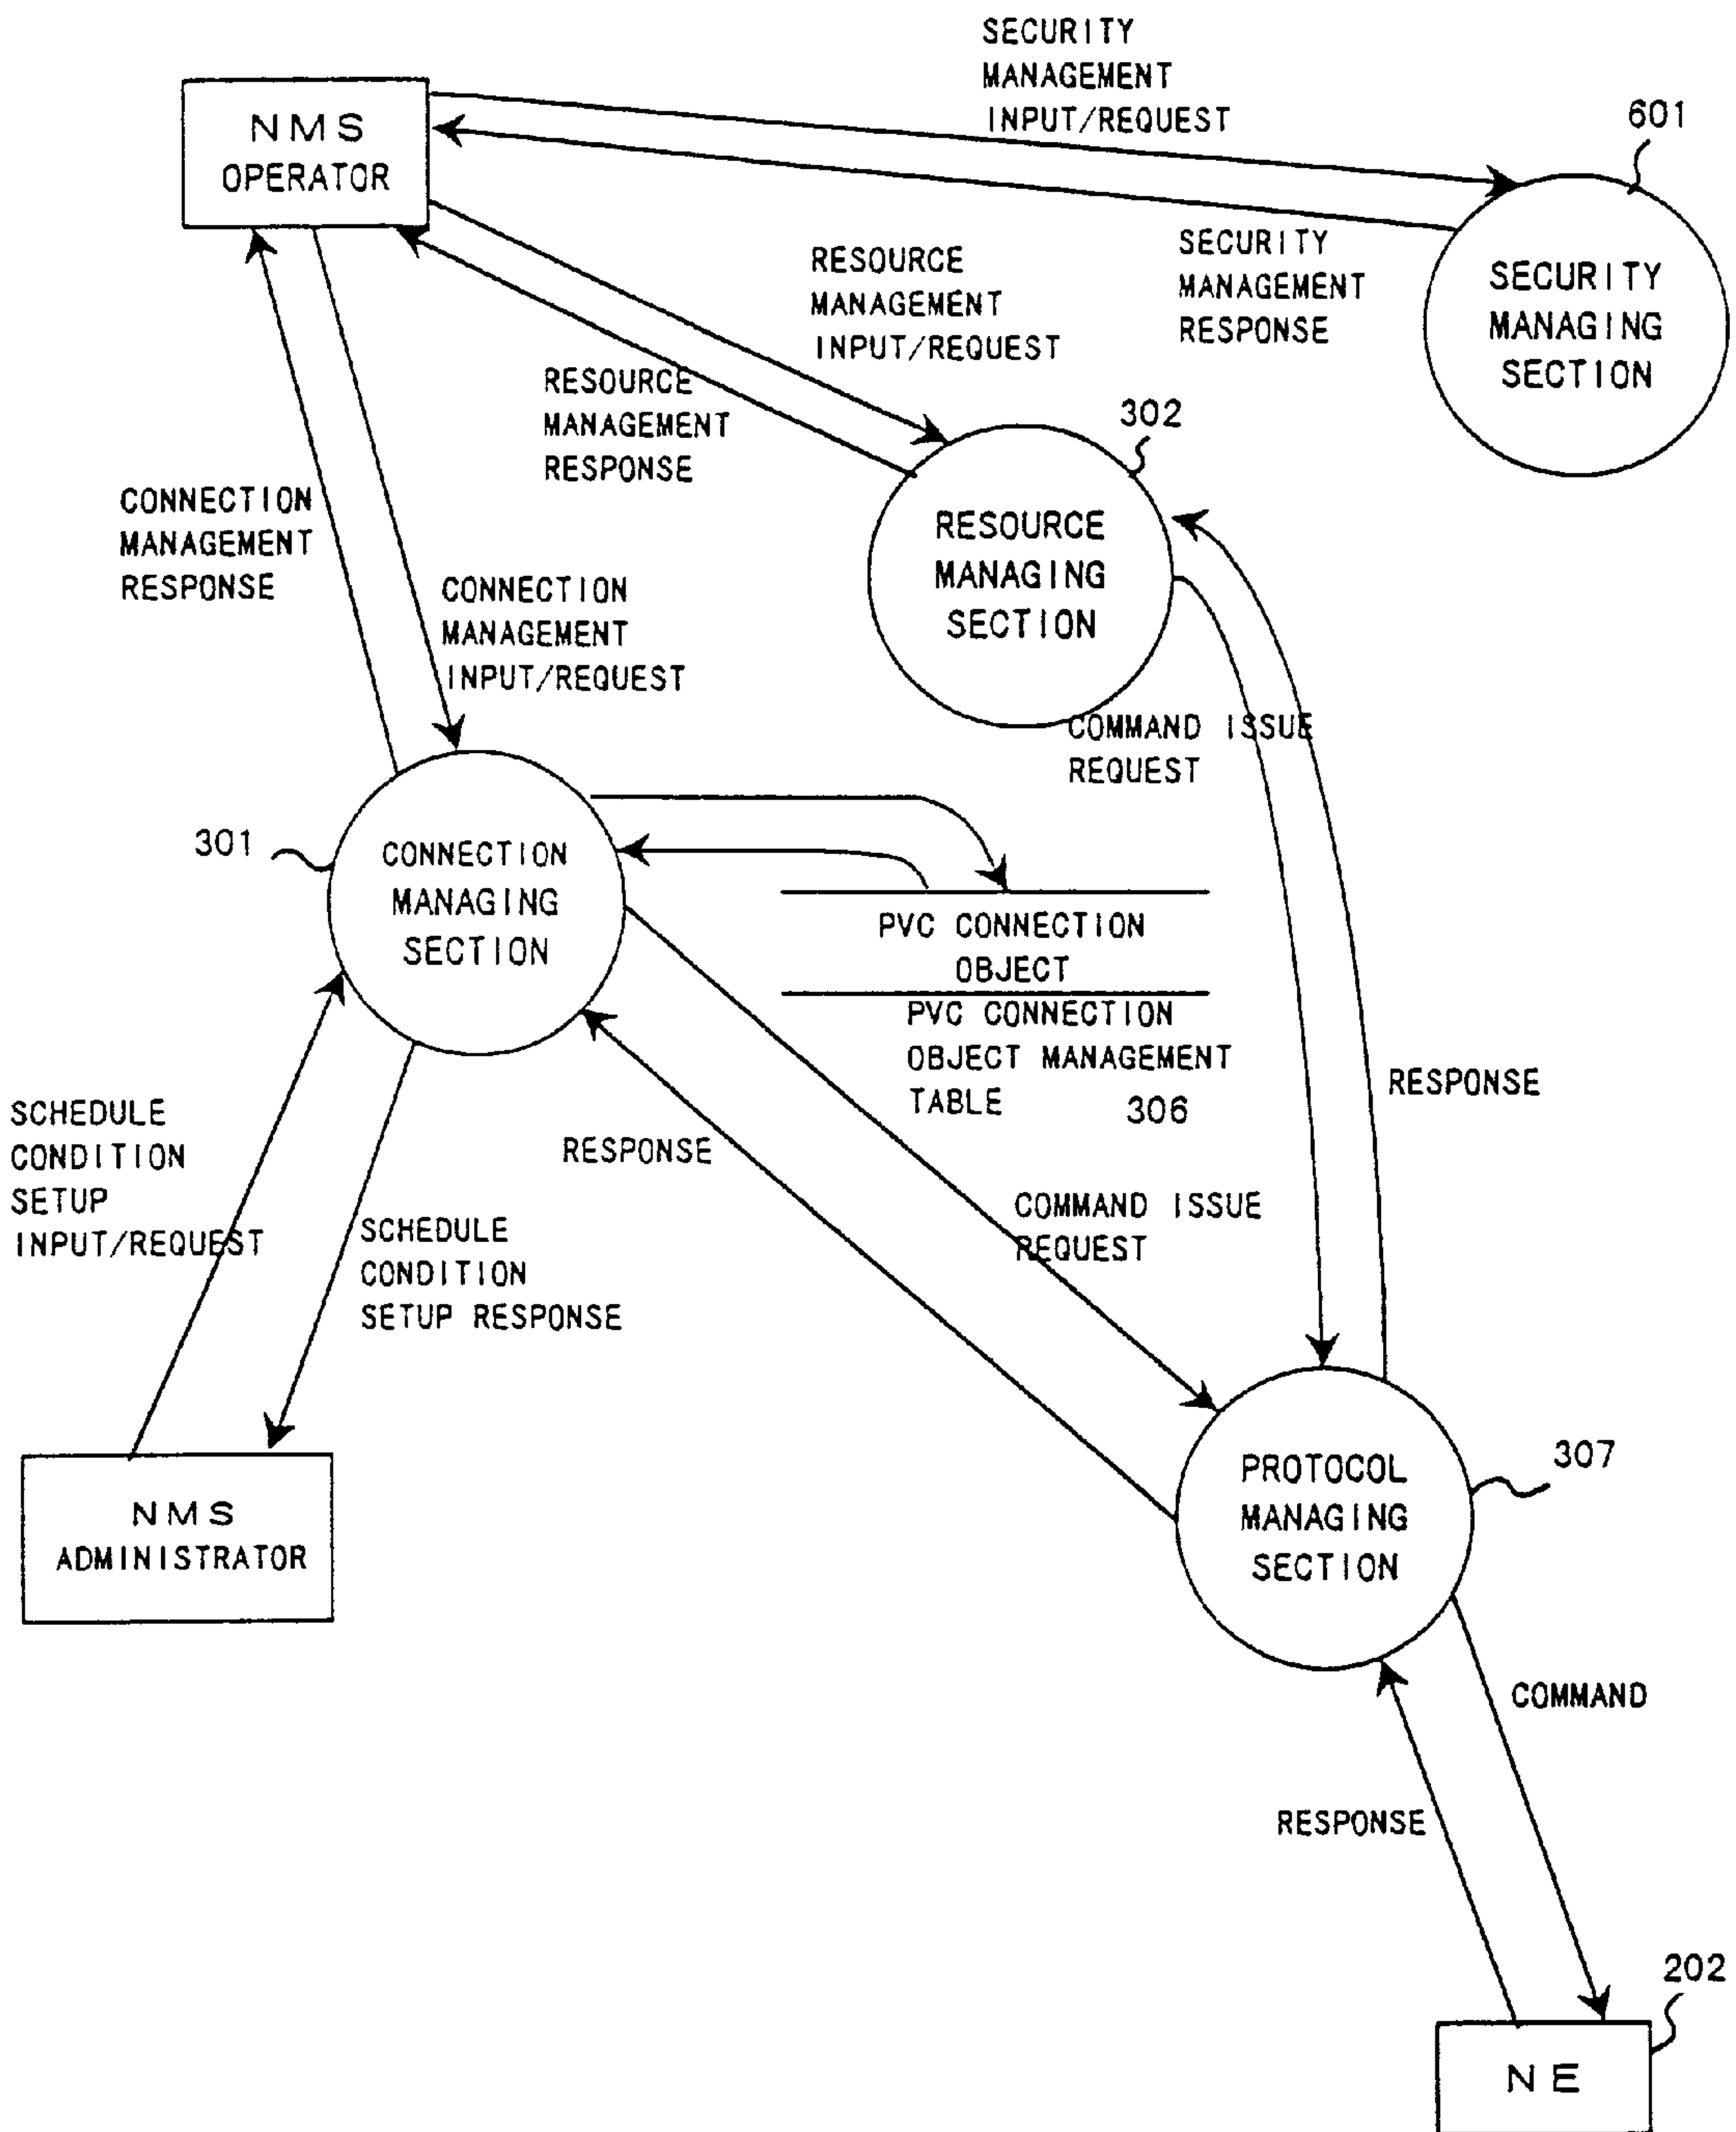 SECURITY
MANAGEMENT
INPUT/REQUEST
NMS
OPERATOR
601
SECURITY
MANAGEMENT
RESPONSE
SECURITY
MANAGING
SECTION
RESOURCE
MANAGEMENT
INPUT/REQUEST
RESOURCE
MANAGEMENT
RESPONSE
302
RESOURCE
MANAGING
SECTION
CONNECTION
MANAGEMENT
RESPONSE
CONNECTION
MANAGEMENT
INPUT/REQUEST
COMMAND ISSUE
REQUEST
301
CONNECTION
MANAGING
SECTION
PVC CONNECTION
OBJECT
PVC CONNECTION
OBJECT MANAGEMENT
TABLE 306
RESPONSE
SCHEDULE
CONDITION
SETUP
INPUT/REQUEST
RESPONSE
COMMAND ISSUE
REQUEST
SCHEDULE
CONDITION
SETUP RESPONSE
NMS
ADMINISTRATOR
307
PROTOCOL
MANAGING
SECTION
COMMAND
RESPONSE
202
NE